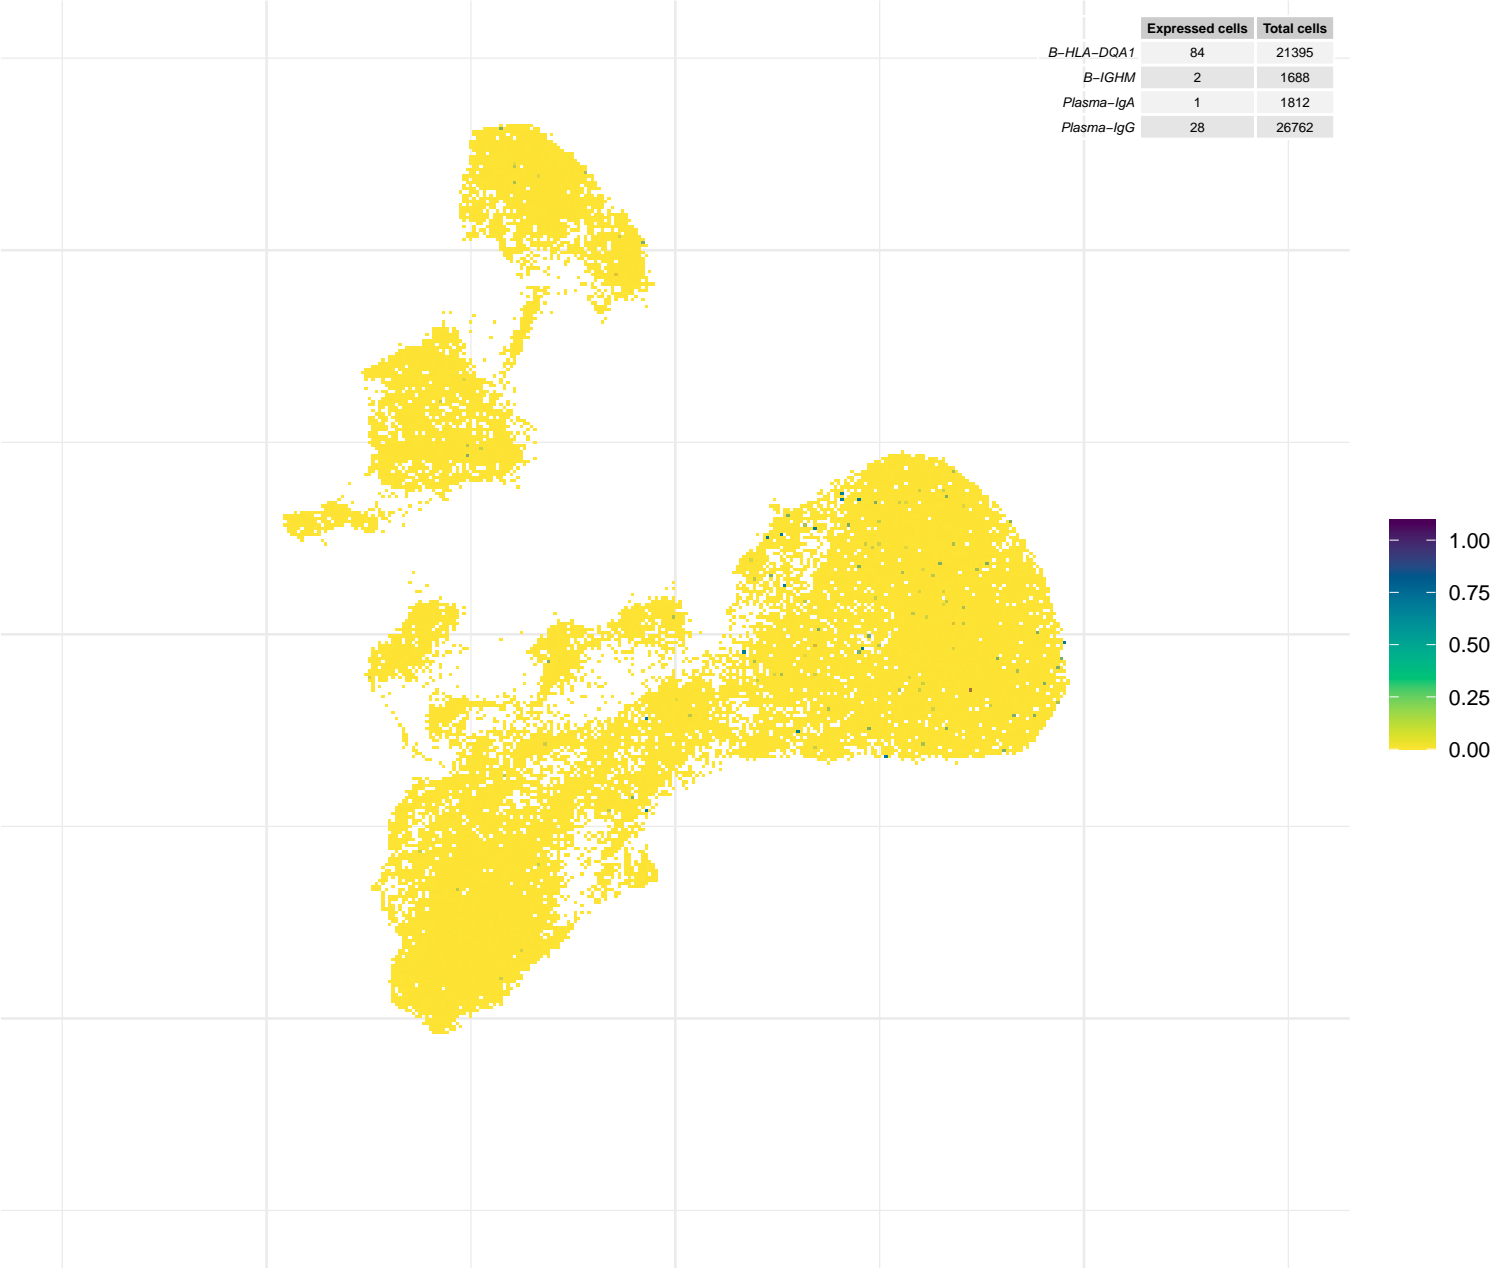 Expressed cells Total cells
B−HLA−DQA1 84 21395
B−IGHM 2 1688
Plasma−IgA 1 1812
Plasma−IgG 28 26762
1.00
0.75
0.50
0.25
0.00